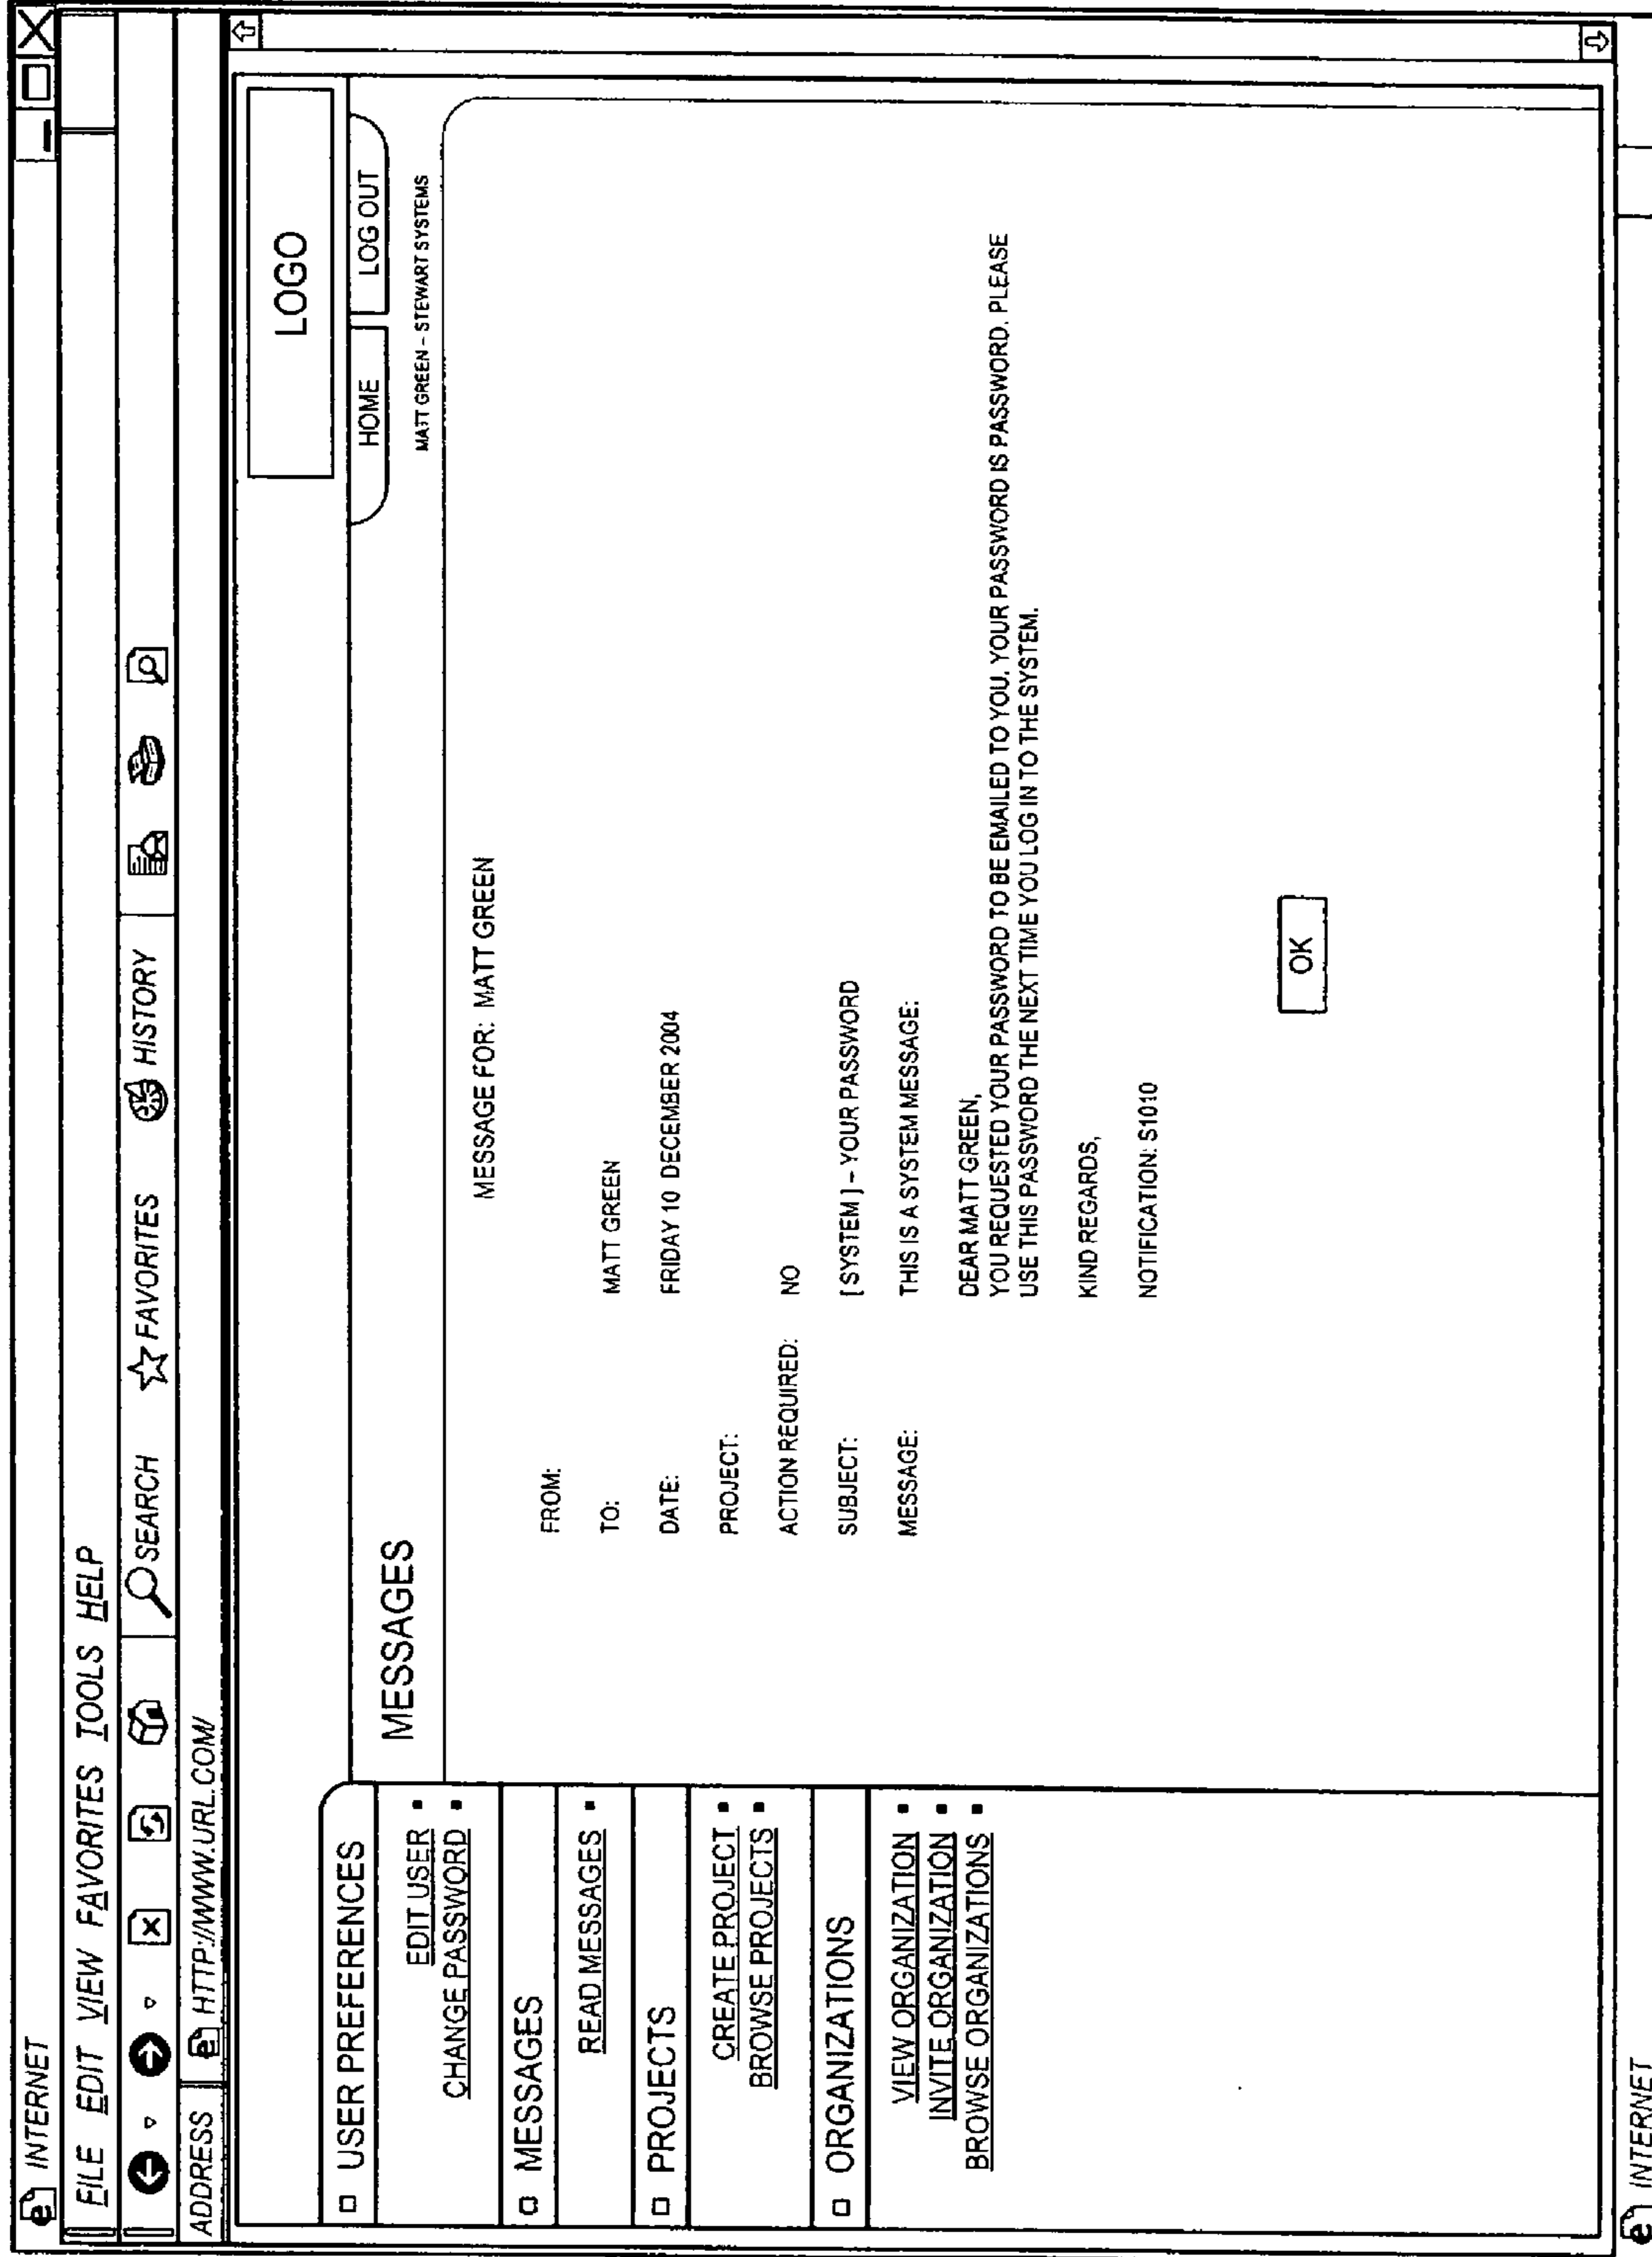 INTERNET
FILE EDIT VIEW FAVORITES TOOLS HELP
SEARCH FAVORITES HISTORY
ADDRESS HTTP://WWW.URL.COM/
LOGO
HOME LOG OUT
MATT GREEN – STEWART SYSTEMS
USER PREFERENCES
EDIT USER
CHANGE PASSWORD
MESSAGES
READ MESSAGES
PROJECTS
CREATE PROJECT
BROWSE PROJECTS
ORGANIZATIONS
VIEW ORGANIZATION
INVITE ORGANIZATION
BROWSE ORGANIZATIONS
MESSAGES
MESSAGE FOR: MATT GREEN
FROM:
TO: MATT GREEN
DATE: FRIDAY 10 DECEMBER 2004
PROJECT:
ACTION REQUIRED: NO
SUBJECT: [SYSTEM] – YOUR PASSWORD
MESSAGE: THIS IS A SYSTEM MESSAGE:
DEAR MATT GREEN,
YOU REQUESTED YOUR PASSWORD TO BE EMAILED TO YOU. YOUR PASSWORD IS PASSWORD. PLEASE
USE THIS PASSWORD THE NEXT TIME YOU LOG IN TO THE SYSTEM.
KIND REGARDS,
NOTIFICATION: S1010
OK
INTERNET